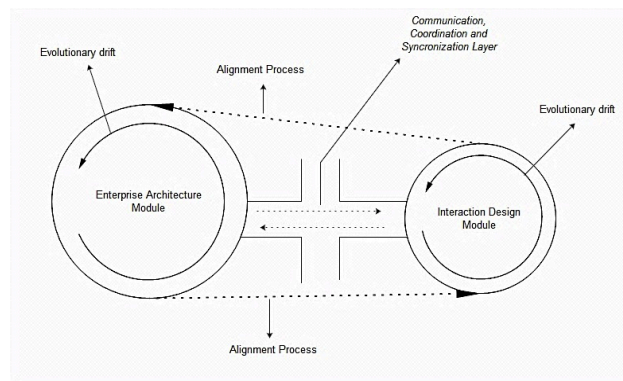 Communication,
Coordination and
Syncronization Layer
Evolutionary drift
Alignment Process
Evolutionary drift
Enterprise Architecture
Module
Interaction Design
Module
Alignment Process